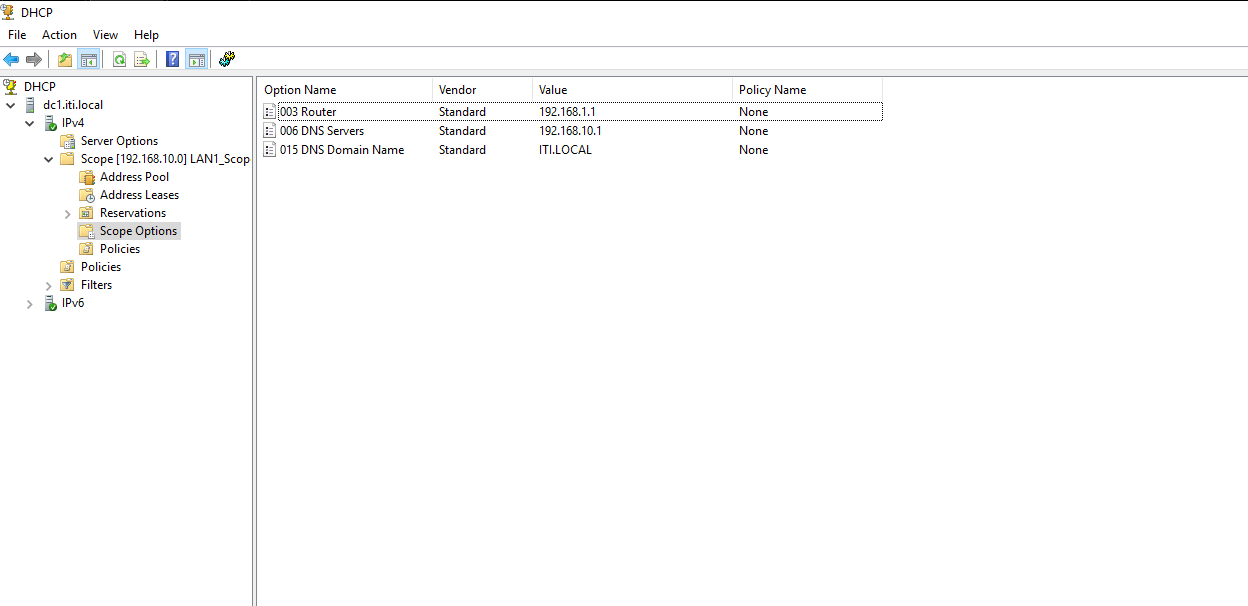 DHCP
File Action View Help
DHCP
dc1.iti.local
IPv4
Server Options
Scope [192.168.10.0] LAN1_Scop
Address Pool
Address Leases
Reservations
Scope Options
Policies
Policies
Filters
IPv6
Option Name Vendor Value Policy Name
003 Router Standard 192.168.1.1 None
006 DNS Servers Standard 192.168.10.1 None
015 DNS Domain Name Standard ITI.LOCAL None